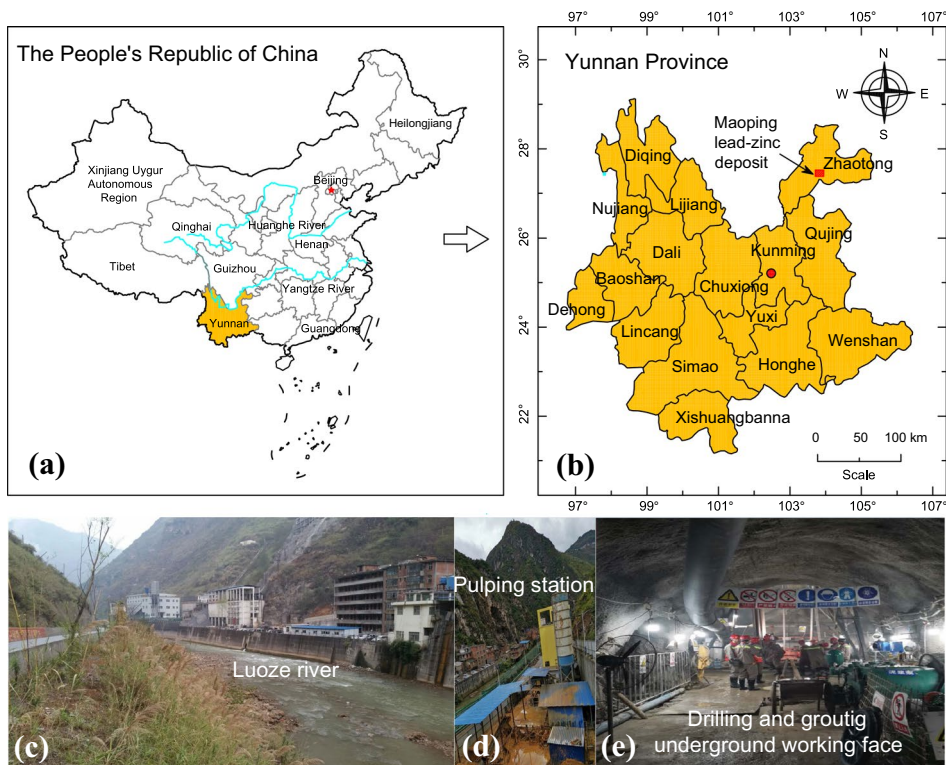 The People's Republic of China
Heilongjiang
Xinjiang Uygur
Autonomous
Region
Beijing
Qinghai
Huanghe River
Henan
Tibet
Guizhou
Yangtze River
Yunnan
Guangdong
(a)
97° 99° 101° 103° 105° 107°
30°
28°
26°
24°
22°
Yunnan Province
N
W E
S
Maoping
lead-zinc
deposit
Zhaotong
Diqing
Nujiang
Lijiang
Qujing
Dali
Kunming
Baoshan
Chuxiong
Dehong
Yuxi
Lincang
Wenshan
Simao
Honghe
Xishuangbanna
0 50 100 km
Scale
(b)
97° 99° 101° 103° 105° 107°
Luoze river
(c)
Pulping station
(d)
Drilling and groutig
underground working face
(e)